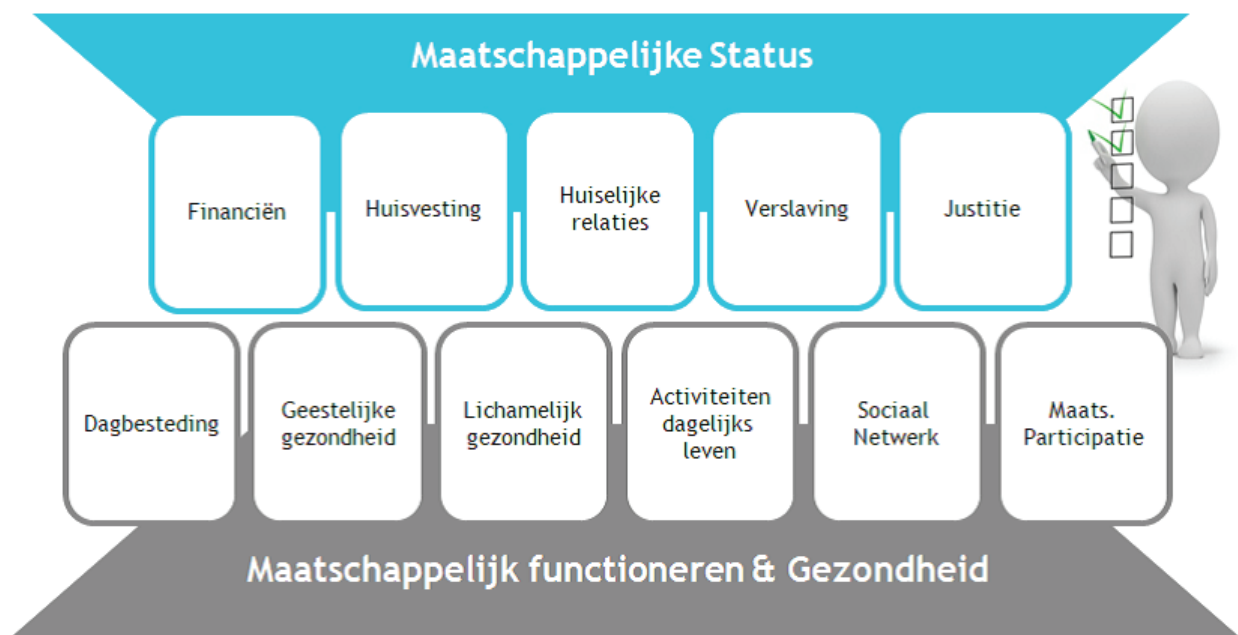 Maatschappelijke Status
Financiën
Huisvesting
Huiselijke
relaties
Verslaving
Justitie
Dagbesteding
Geestelijke
gezondheid
Lichamelijk
gezondheid
Activiteiten
dagelijks
leven
Sociaal
Netwerk
Maats.
Participatie
Maatschappelijk functioneren & Gezondheid